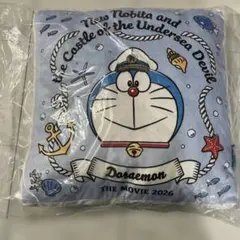 New Nobita and
the Castle of the Undersea Devil
Doraemon
THE MOVIE 2026